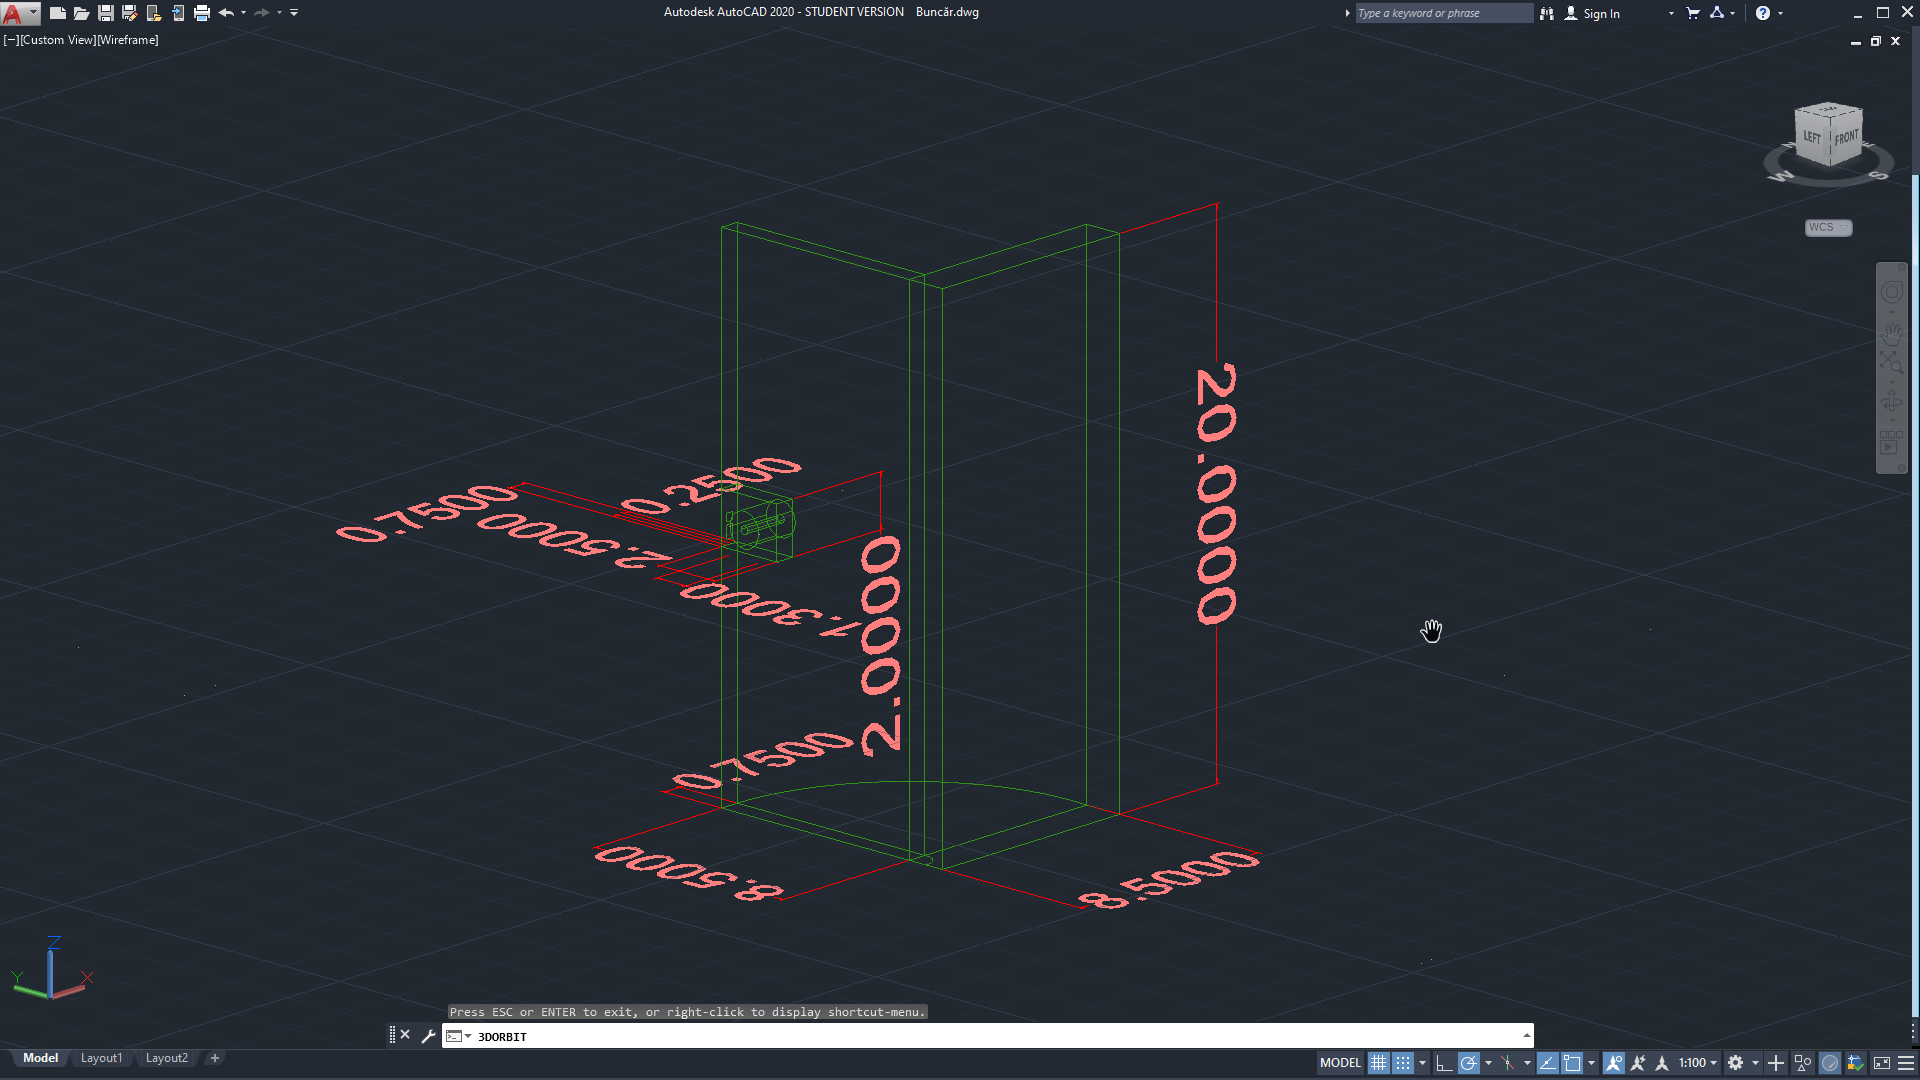 Autodesk AutoCAD 2020 - STUDENT VERSION Buncăr.dwg
Type a keyword or phrase
Sign In
[−][Custom View][Wireframe]
LEFT
FRONT
W
S
WCS
20.0000
0.2500
0.7500
2.5000
1.3000
2.0000
0.7500
8.5000
8.5000
Z
Y
X
Press ESC or ENTER to exit, or right-click to display shortcut-menu.
3DORBIT
Model
Layout1
Layout2
MODEL
1:100